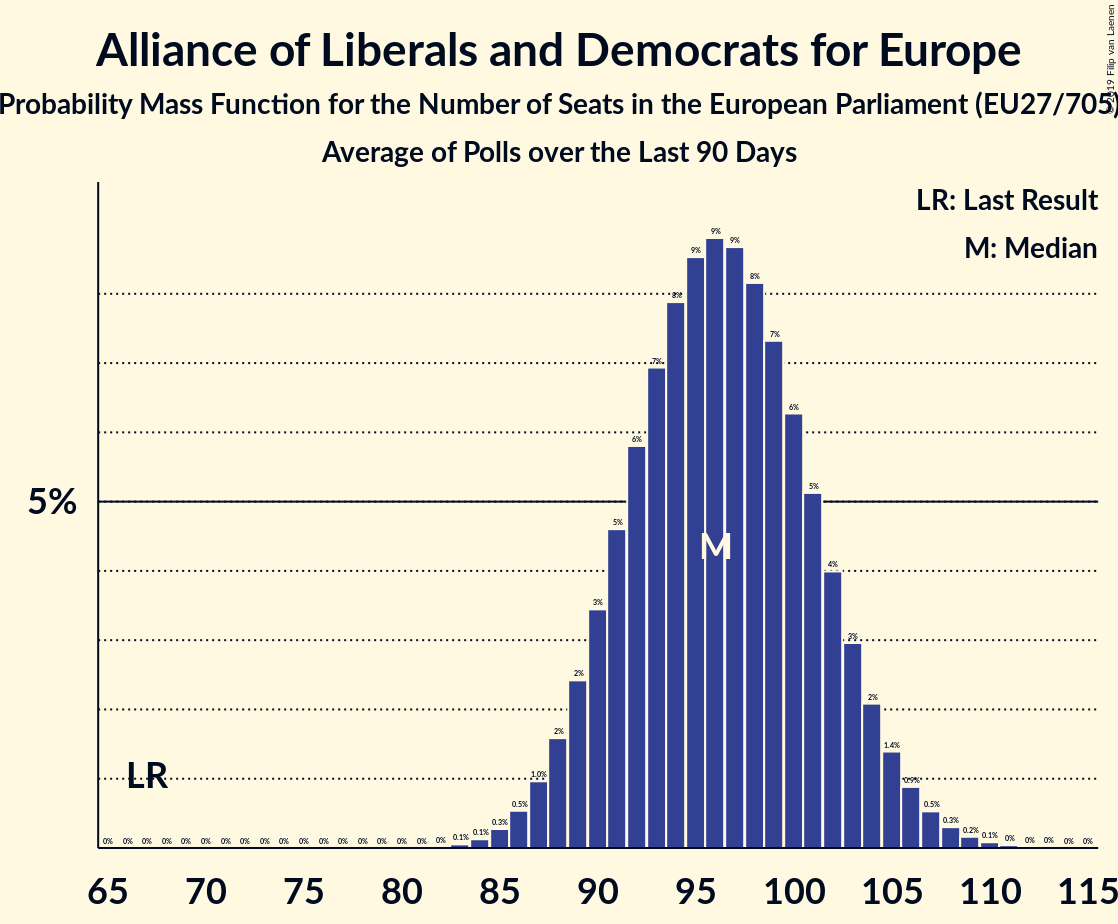 Alliance of Liberals and Democrats for Europe
© 2019 Filip van Laenen
Probability Mass Function for the Number of Seats in the European Parliament (EU27/705)
Average of Polls over the Last 90 Days
LR: Last Result
M: Median
9%
9% 9%
8%
8%
7%
7%
6%
6%
5%
5%
5%
M
4%
3%
3%
2%
2%
2%
1.4%
LR
1.0%
0.9%
0.5% 0.5%
0.3% 0.3%
0.1% 0.1% 0.2% 0.1%
0% 0% 0% 0% 0% 0% 0% 0% 0% 0% 0% 0% 0% 0% 0% 0% 0% 0% 0% 0% 0% 0% 0%
65 70 75 80 85 90 95 100 105 110 115